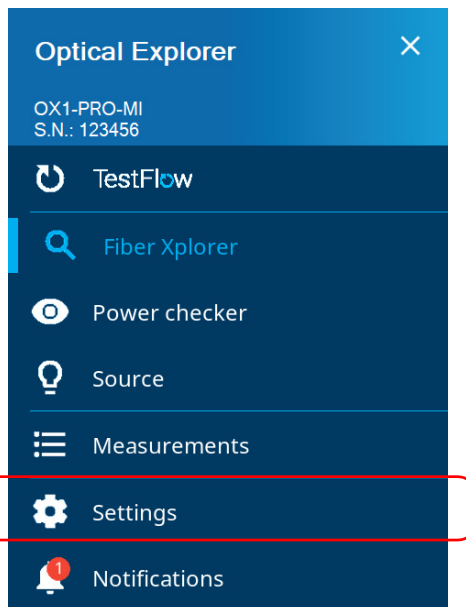 Optical Explorer
OX1-PRO-MI
S.N.: 123456
TestFlow
Fiber Xplorer
Power checker
Source
Measurements
Settings
1
Notifications